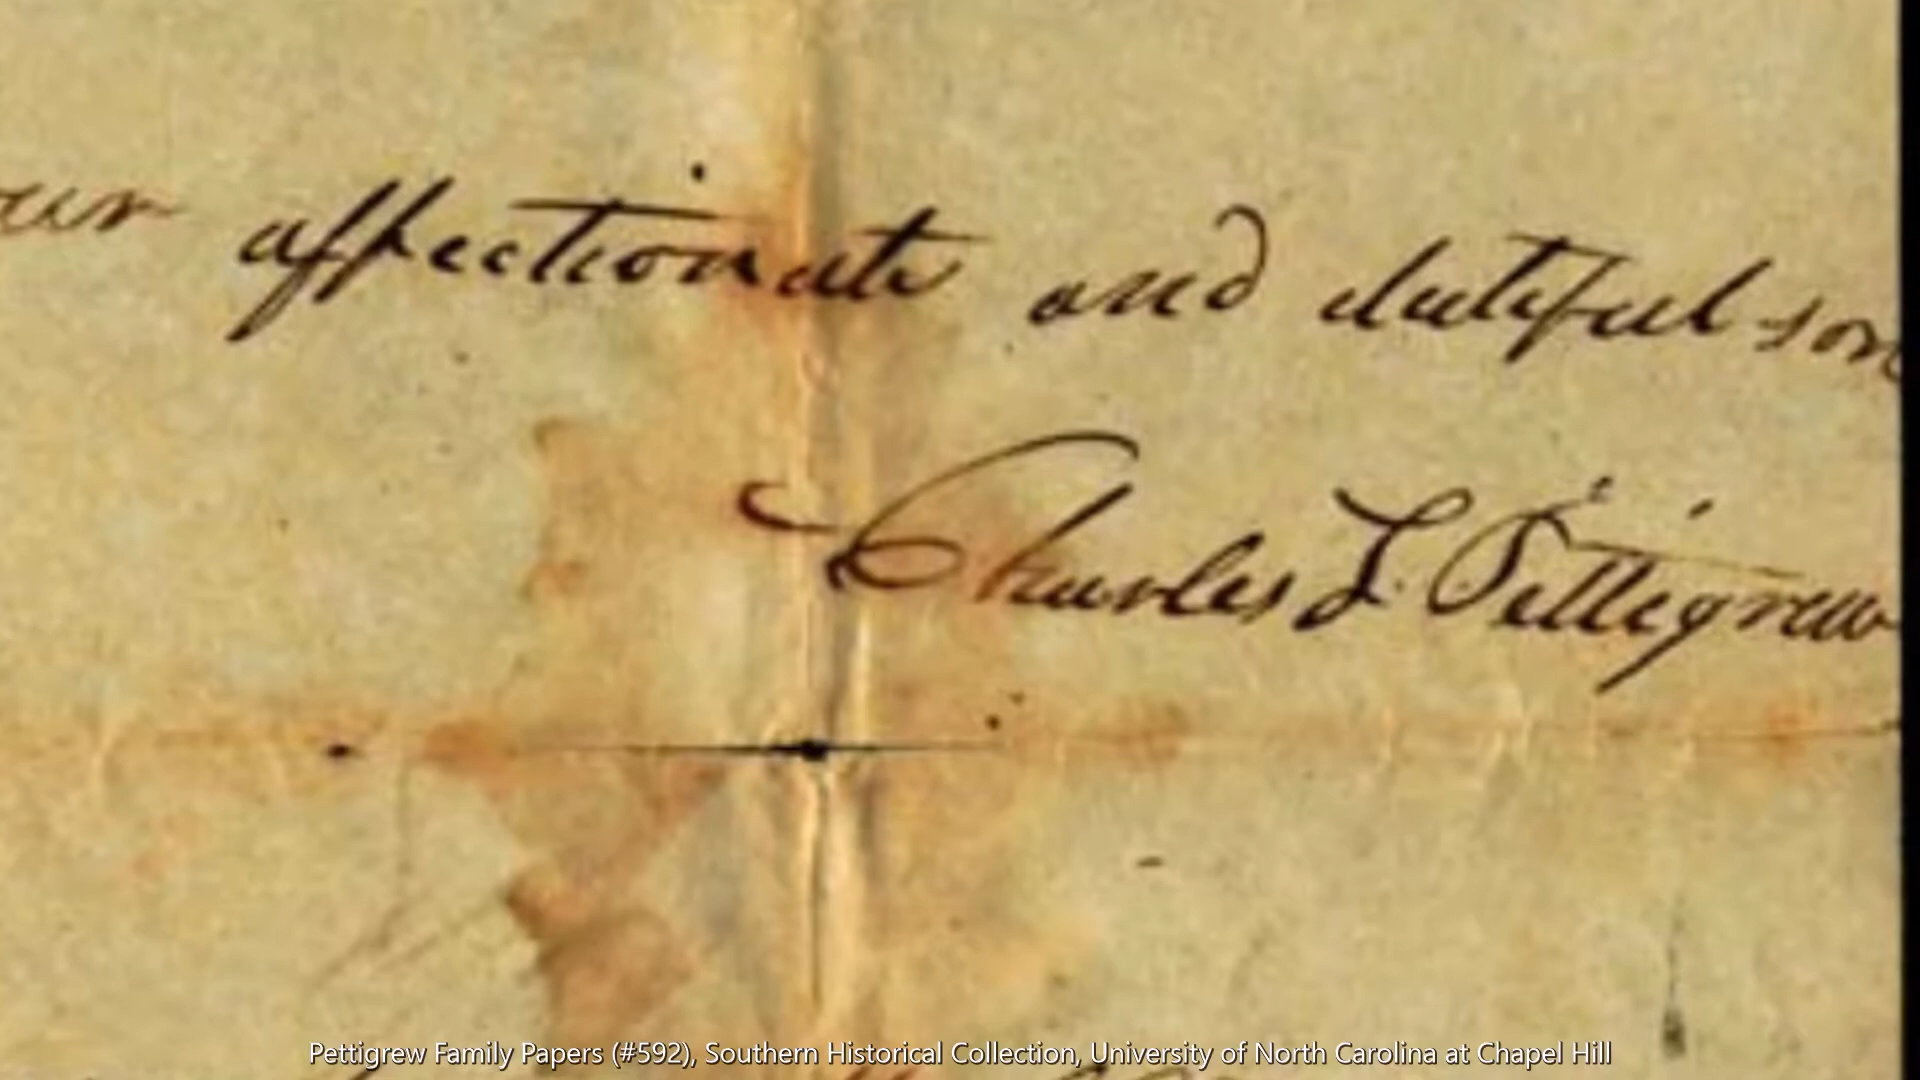 affectionate and dutiful son
Charles L. Pettigrew
Pettigrew Family Papers (#592), Southern Historical Collection, University of North Carolina at Chapel Hill